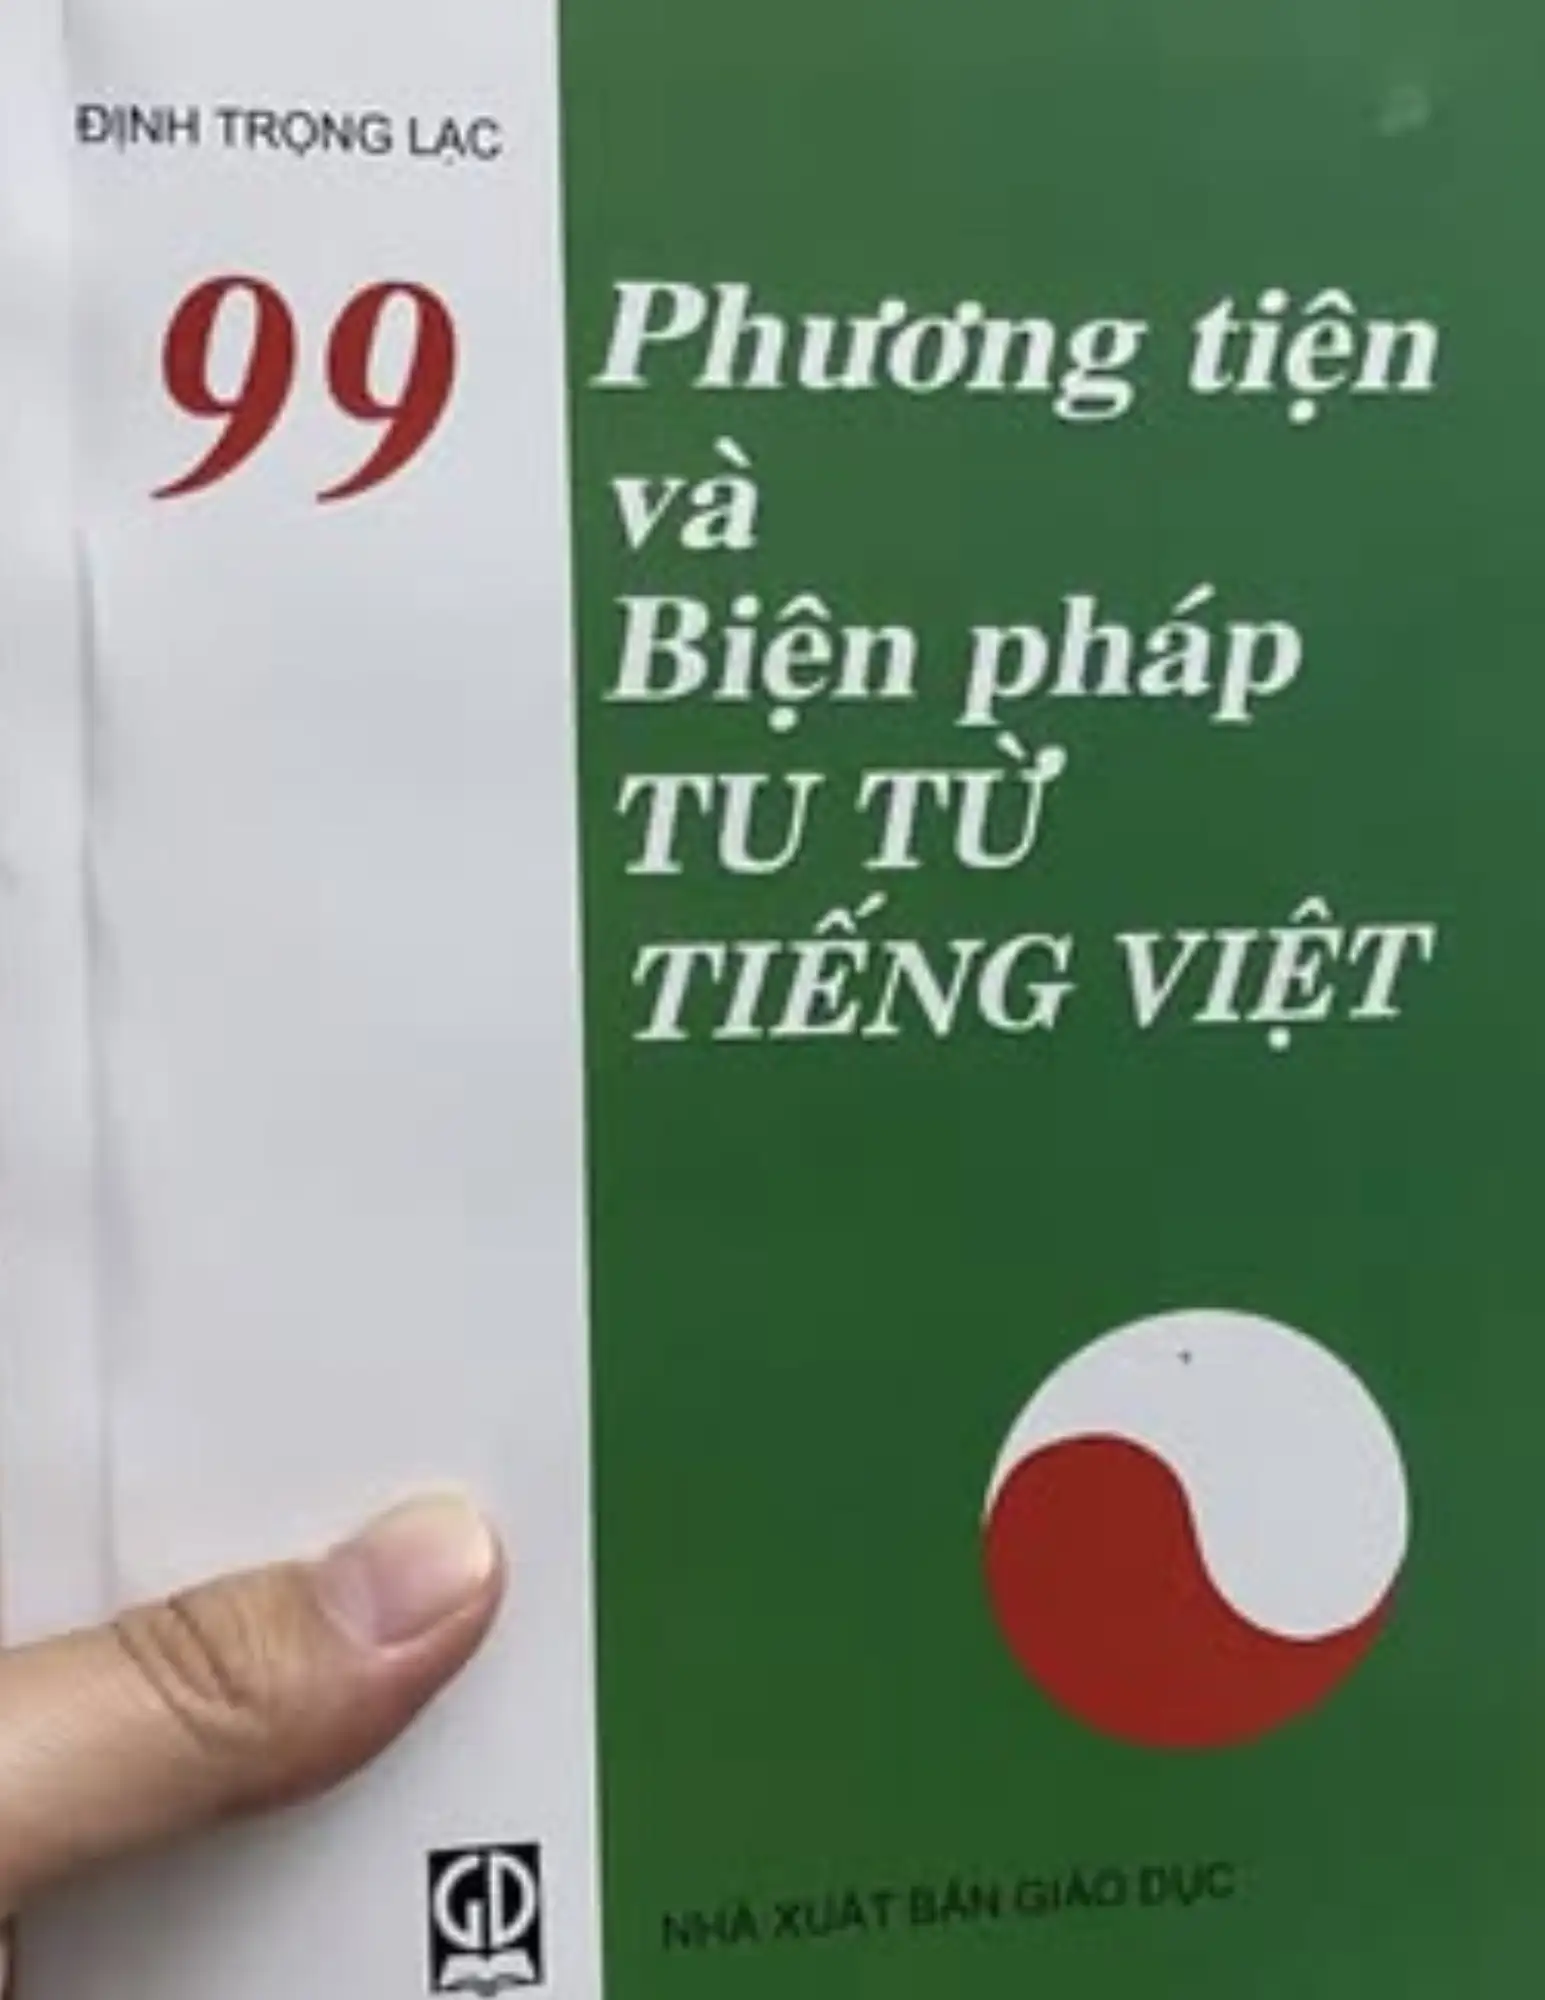 ĐỊNH TRỌNG LẠC
99
Phương tiện
và
Biện pháp
TU TỪ
TIẾNG VIỆT
GD
NHÀ XUẤT BẢN GIÁO DỤC